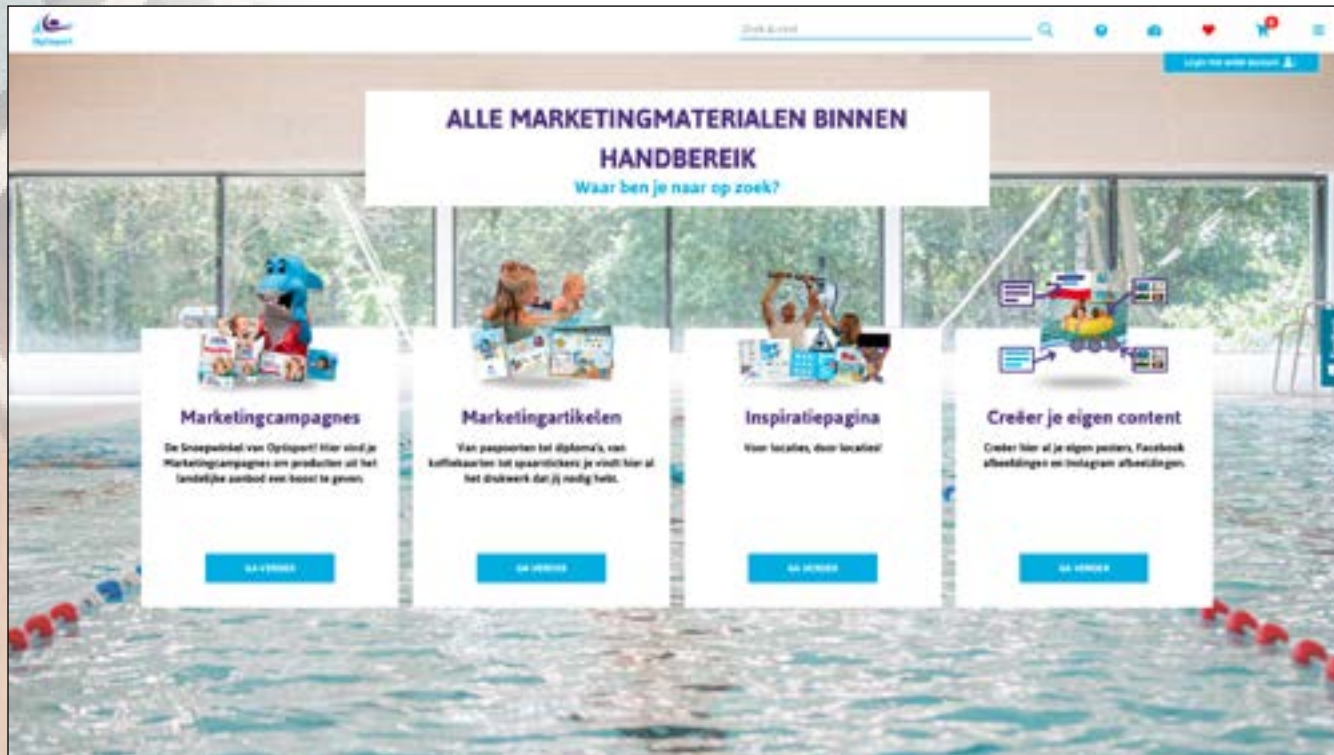 Optisport
Zoek & vind
ALLE MARKETINGMATERIALEN BINNEN
HANDBEREIK
Waar ben je naar op zoek?
Marketingcampagnes
De Snoepwinkel van Optisport! Hier vind je
Marketingcampagnes om producten uit het
landelijke aanbod een boost te geven.
GA VERDER
Marketingartikelen
Van paspoorten tot diploma's, van
koffiekaarten tot spaarstickers: je vindt hier al
het drukwerk dat jij nodig hebt.
GA VERDER
Inspiratiepagina
Voor locaties, door locaties!
GA VERDER
Creëer je eigen content
Creëer hier al je eigen posters, Facebook
afbeeldingen en Instagram afbeeldingen.
GA VERDER